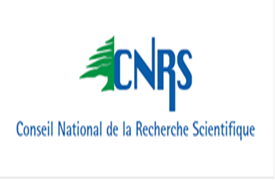 CNRS
Conseil National de la Recherche Scientifique